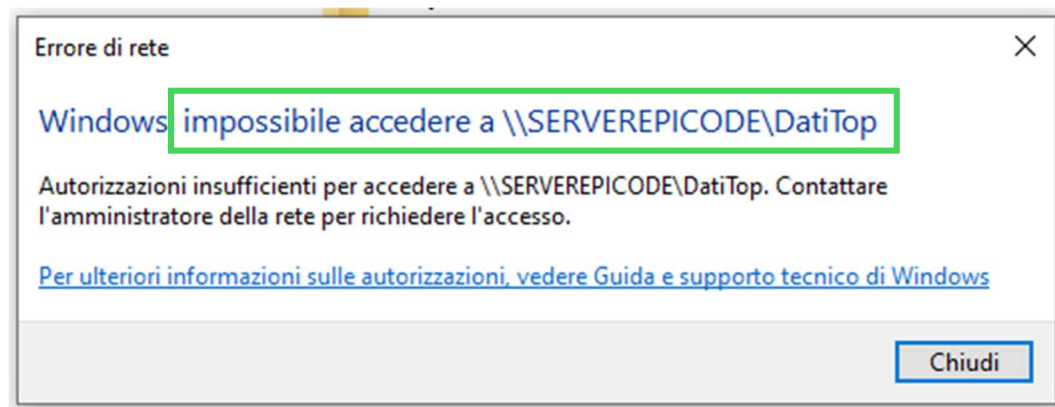 Errore di rete
Windows: impossibile accedere a \\SERVEREPICODE\DatiTop
Autorizzazioni insufficienti per accedere a \\SERVEREPICODE\DatiTop. Contattare
l'amministratore della rete per richiedere l'accesso.
Per ulteriori informazioni sulle autorizzazioni, vedere Guida e supporto tecnico di Windows
Chiudi